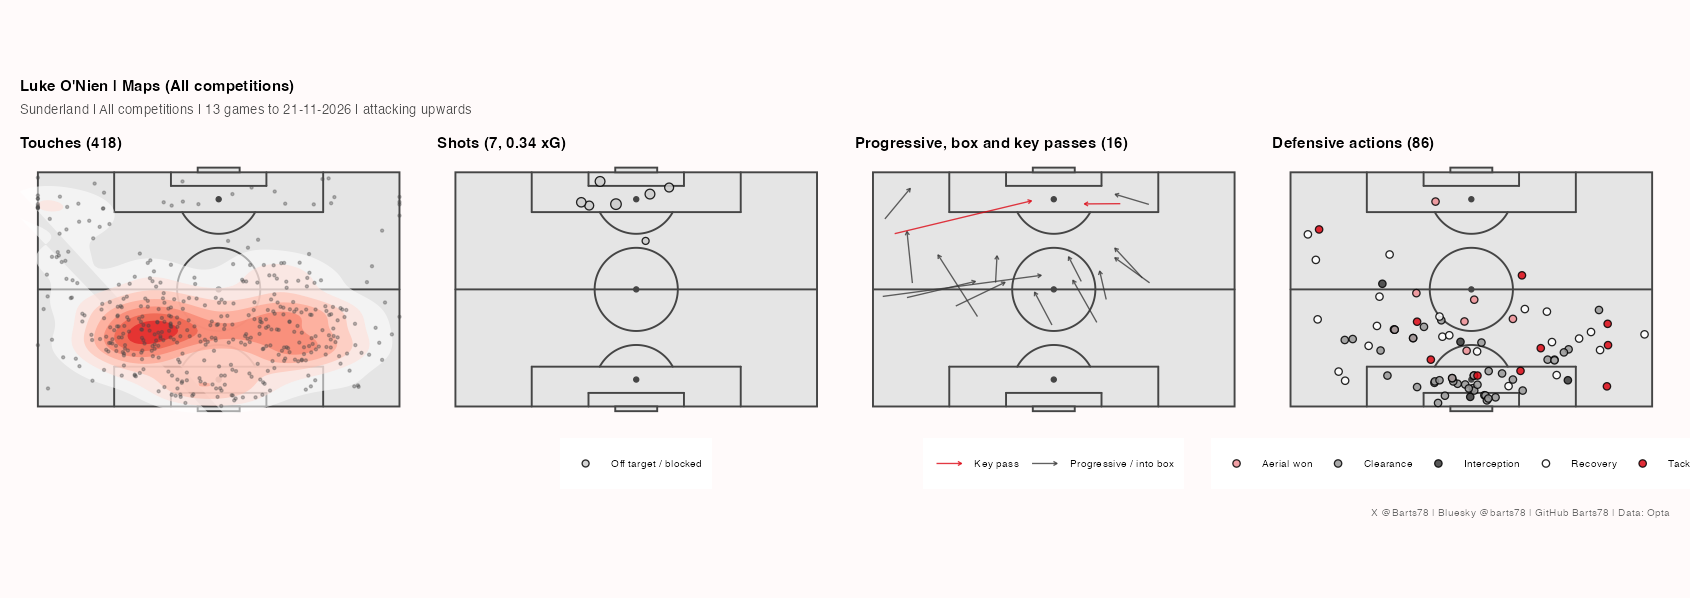 Luke O'Nien | Maps (All competitions)
Sunderland | All competitions | 13 games to 21-11-2026 | attacking upwards
Touches (418)
Shots (7, 0.34 xG)
Progressive, box and key passes (16)
Defensive actions (86)
Off target / blocked
Key pass
Progressive / into box
Aerial won
Clearance
Interception
Recovery
Tack
X @Barts78 | Bluesky @barts78 | GitHub Barts78 | Data: Opta